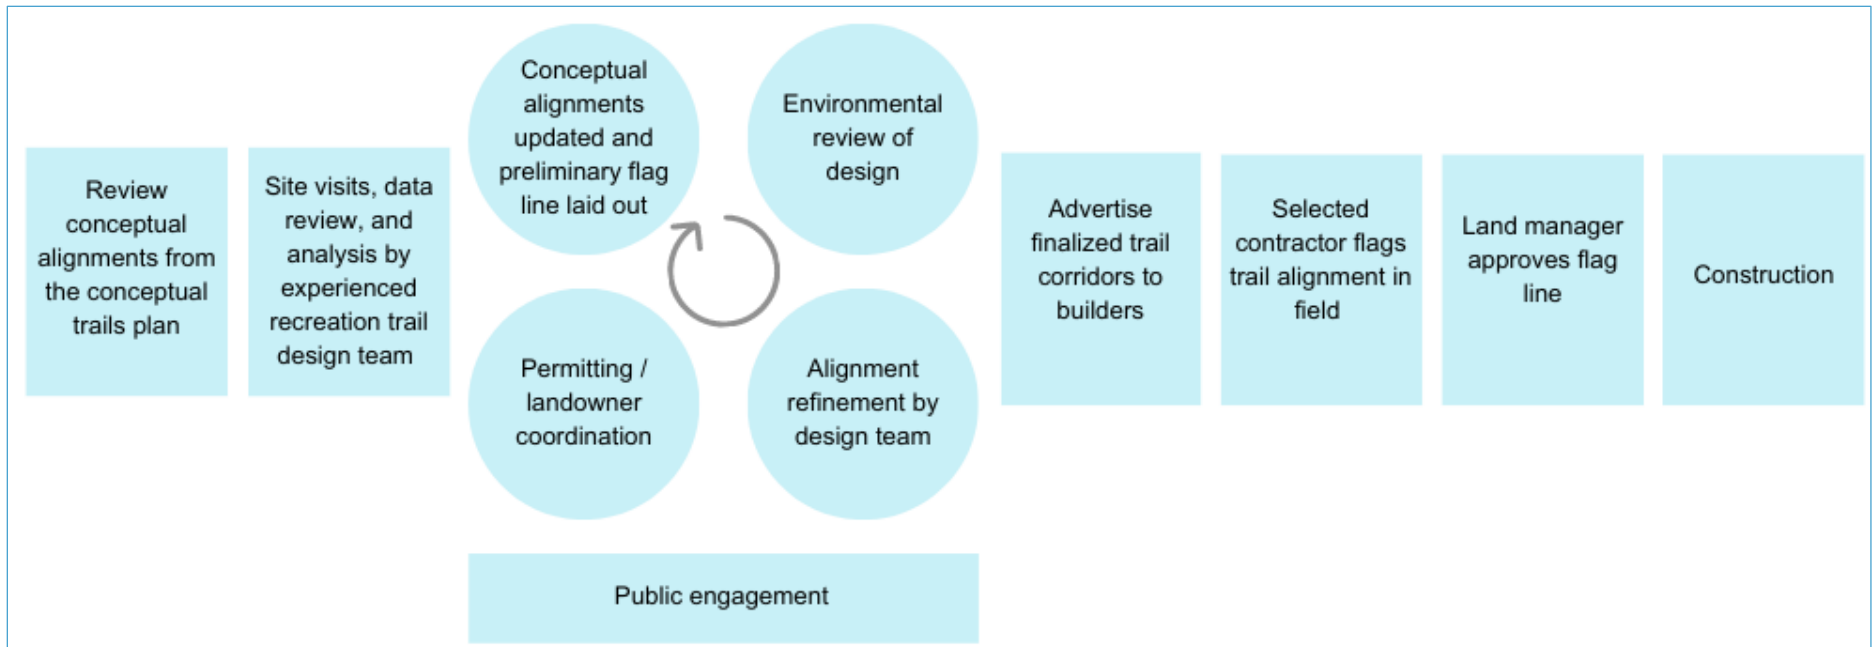 Review
conceptual
alignments from
the conceptual
trails plan
Site visits, data
review, and
analysis by
experienced
recreation trail
design team
Conceptual
alignments
updated and
preliminary flag
line laid out
Environmental
review of
design
Permitting /
landowner
coordination
Alignment
refinement by
design team
Public engagement
Advertise
finalized trail
corridors to
builders
Selected
contractor flags
trail alignment in
field
Land manager
approves flag
line
Construction